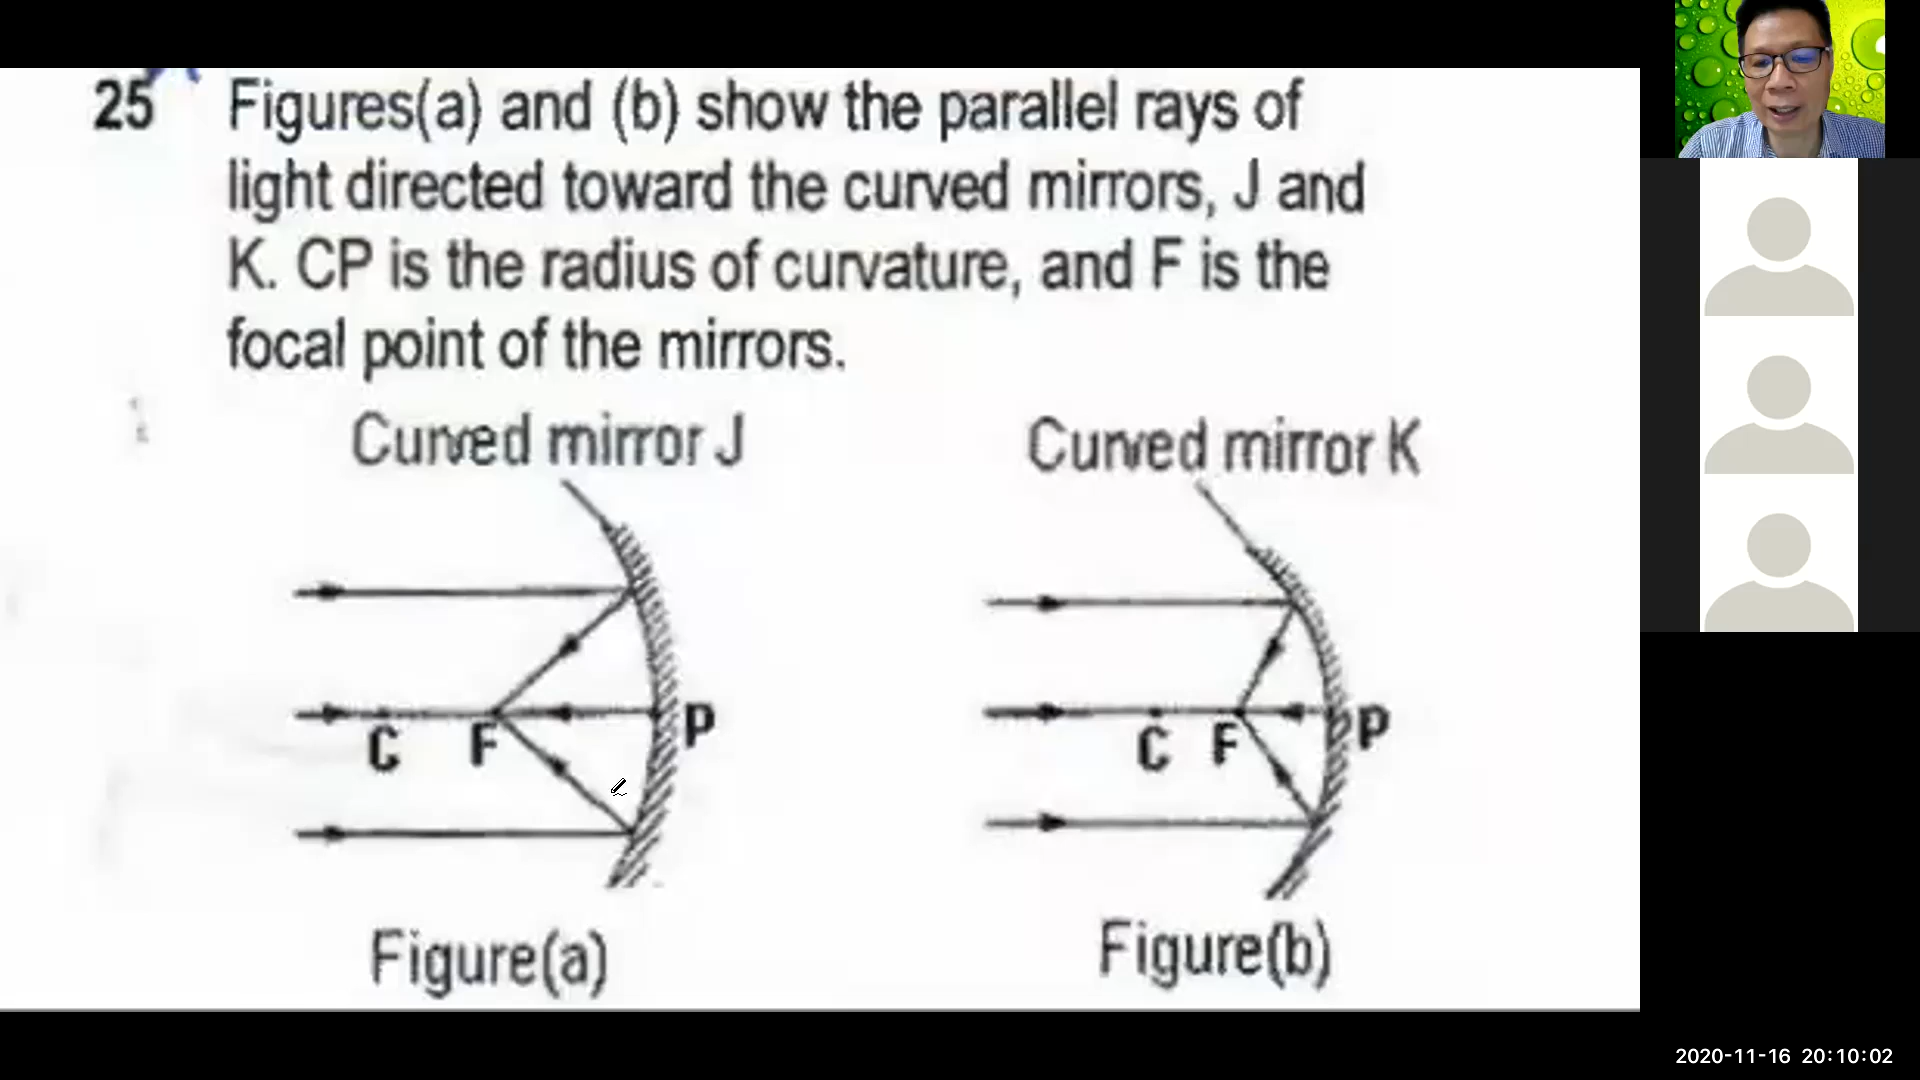 25 Figures(a) and (b) show the parallel rays of
light directed toward the curved mirrors, J and
K. CP is the radius of curvature, and F is the
focal point of the mirrors.
Curved mirror J
Curved mirror K
C F P
C F P
Figure(a)
Figure(b)
2020-11-16 20:10:02